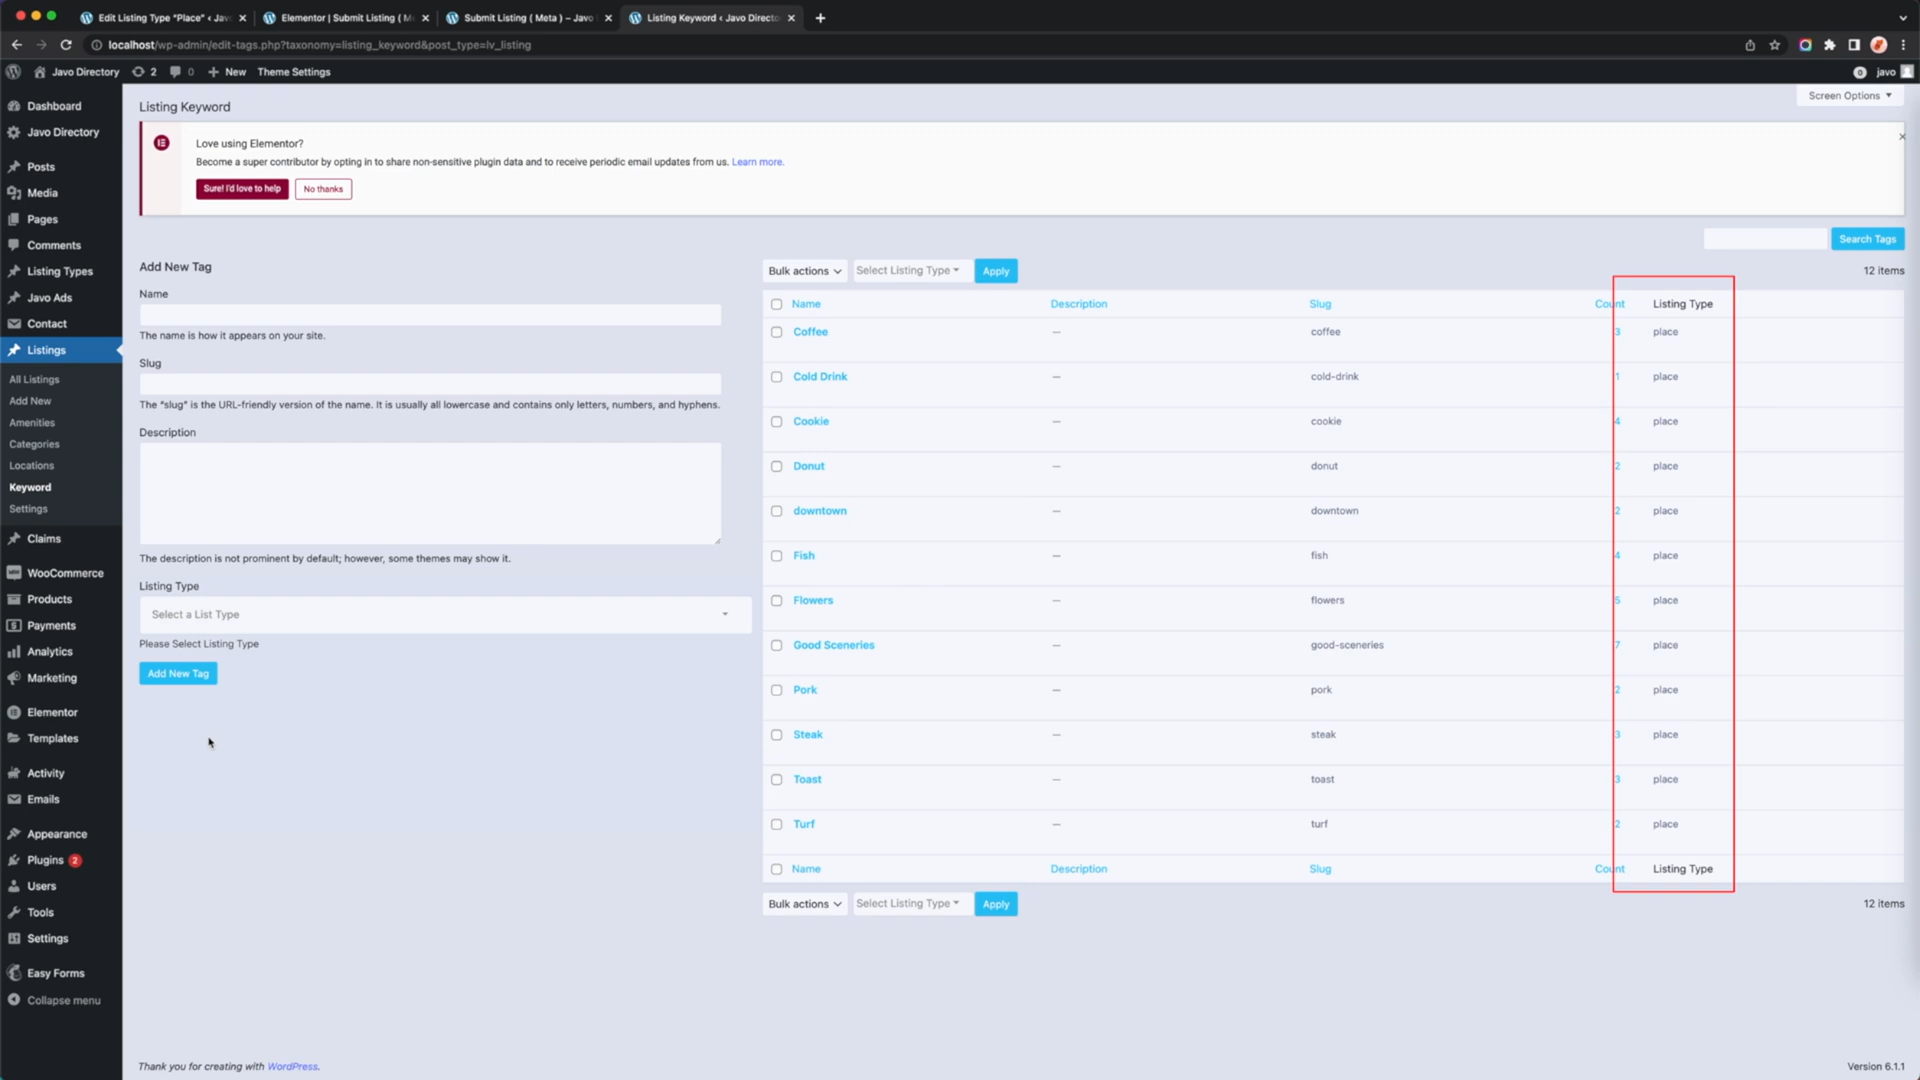 Edit Listing Type "Place" ‹ Jav
Elementor | Submit Listing ( M
Submit Listing ( Meta ) – Javo
Listing Keyword ‹ Javo Directo
localhost/wp-admin/edit-tags.php?taxonomy=listing_keyword&post_type=lv_listing
Javo Directory
2
0
New
Theme Settings
javo
Dashboard
Javo Directory
Posts
Media
Pages
Comments
Listing Types
Javo Ads
Contact
Listings
All Listings
Add New
Amenities
Categories
Locations
Keyword
Settings
Claims
WooCommerce
Products
Payments
Analytics
Marketing
Elementor
Templates
Activity
Emails
Appearance
Plugins 2
Users
Tools
Settings
Easy Forms
Collapse menu
Screen Options
Listing Keyword
Love using Elementor?
Become a super contributor by opting in to share non-sensitive plugin data and to receive periodic email updates from us. Learn more.
Sure! I'd love to help
No thanks
Search Tags
Add New Tag
Name
The name is how it appears on your site.
Slug
The "slug" is the URL-friendly version of the name. It is usually all lowercase and contains only letters, numbers, and hyphens.
Description
The description is not prominent by default; however, some themes may show it.
Listing Type
Select a List Type
Please Select Listing Type
Add New Tag
Bulk actions Select Listing Type Apply 12 items
Name Description Slug Count Listing Type
Coffee — coffee 3 place
Cold Drink — cold-drink 1 place
Cookie — cookie 4 place
Donut — donut 2 place
downtown — downtown 2 place
Fish — fish 4 place
Flowers — flowers 5 place
Good Sceneries — good-sceneries 7 place
Pork — pork 2 place
Steak — steak 3 place
Toast — toast 3 place
Turf — turf 2 place
Name Description Slug Count Listing Type
Bulk actions Select Listing Type Apply 12 items
Thank you for creating with WordPress.
Version 6.1.1